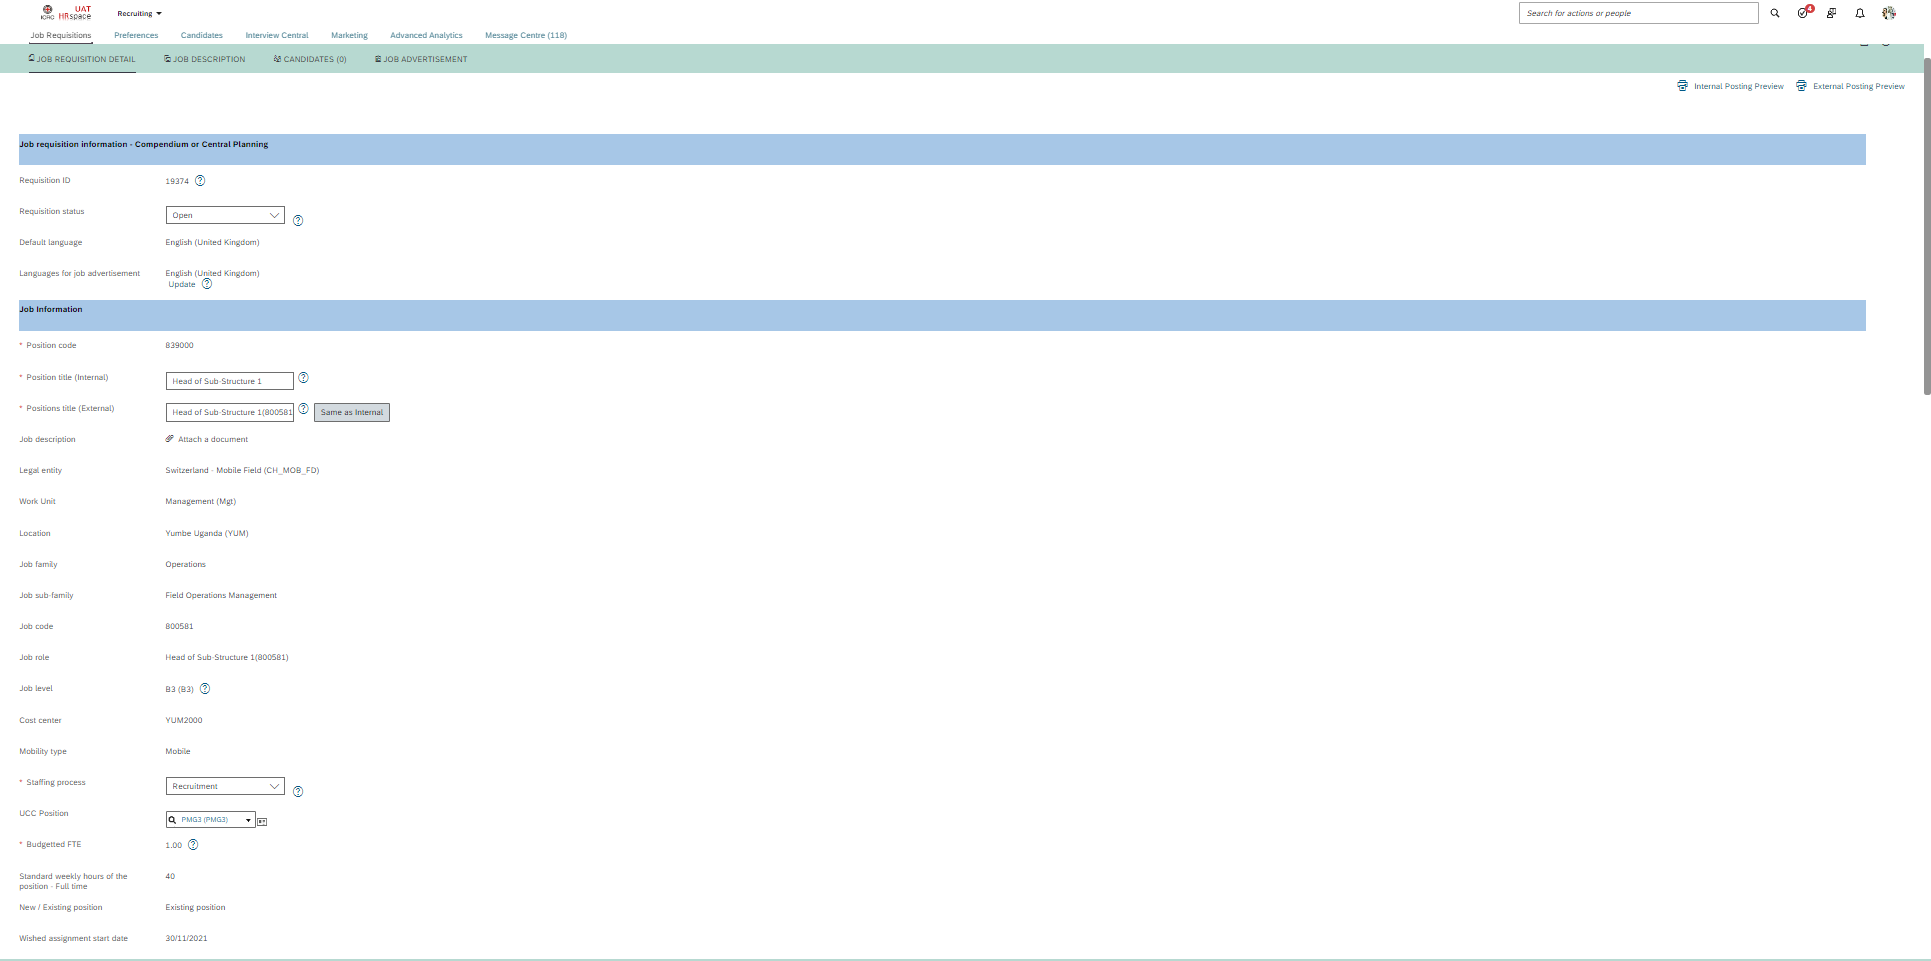 ICRC UAT HRspace Recruiting Search for actions or people 4
Job Requisitions Preferences Candidates Interview Central Marketing Advanced Analytics Message Centre (118)
JOB REQUISITION DETAIL JOB DESCRIPTION CANDIDATES (0) JOB ADVERTISEMENT
Internal Posting Preview External Posting Preview
Job requisition information - Compendium or Central Planning
Requisition ID 19374 ?
Requisition status Open ?
Default language English (United Kingdom)
Languages for job advertisement English (United Kingdom)
Update ?
Job Information
* Position code 839000
* Position title (Internal) Head of Sub-Structure 1 ?
* Positions title (External) Head of Sub-Structure 1(800581 ? Same as Internal
Job description Attach a document
Legal entity Switzerland - Mobile Field (CH_MOB_FD)
Work Unit Management (Mgt)
Location Yumbe Uganda (YUM)
Job family Operations
Job sub-family Field Operations Management
Job code 800581
Job role Head of Sub-Structure 1(800581)
Job level B3 (B3) ?
Cost center YUM2000
Mobility type Mobile
* Staffing process Recruitment ?
UCC Position PMG3 (PMG3)
* Budgetted FTE 1.00 ?
Standard weekly hours of the 40
position - Full time
New / Existing position Existing position
Wished assignment start date 30/11/2021